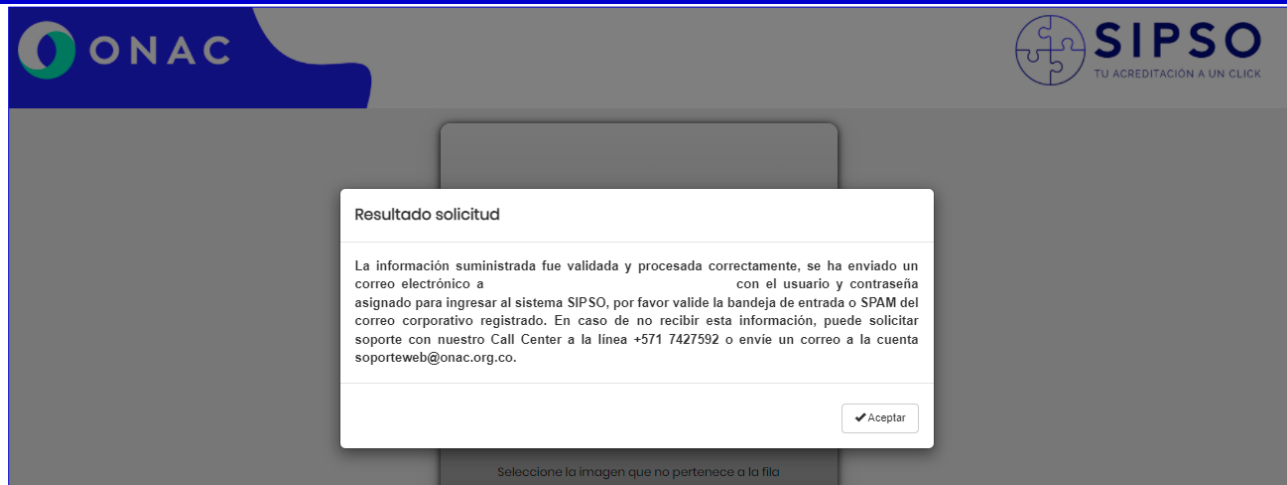 ONAC
SIPSO
TU ACREDITACIÓN A UN CLICK
Resultado solicitud
La información suministrada fue validada y procesada correctamente, se ha enviado un
correo electrónico a con el usuario y contraseña
asignado para ingresar al sistema SIPSO, por favor valide la bandeja de entrada o SPAM del
correo corporativo registrado. En caso de no recibir esta información, puede solicitar
soporte con nuestro Call Center a la línea +571 7427592 o envíe un correo a la cuenta
soporteweb@onac.org.co.
Aceptar
Seleccione la imagen que no pertenece a la fila